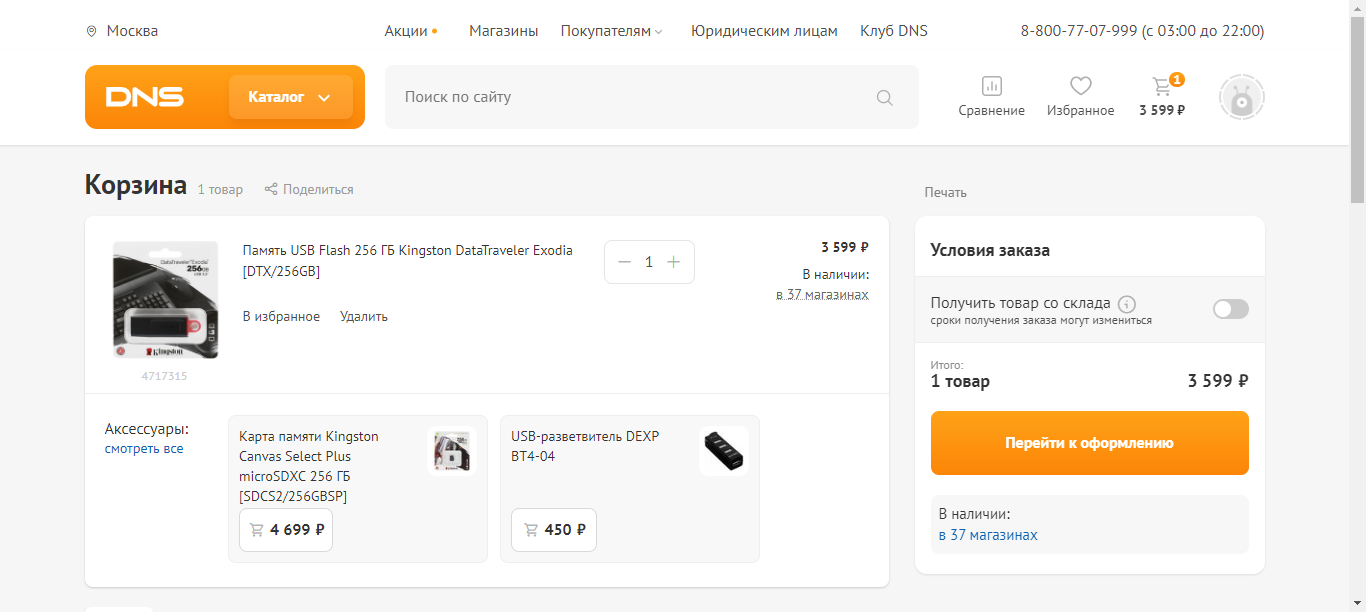 Москва
Акции
Магазины
Покупателям
Юридическим лицам
Клуб DNS
8-800-77-07-999 (с 03:00 до 22:00)
DNS
Каталог
Поиск по сайту
Сравнение
Избранное
1
3 599 ₽
Корзина
1 товар
Поделиться
Печать
DataTraveler Exodia
256GB
Kingston
4717315
Память USB Flash 256 ГБ Kingston DataTraveler Exodia
[DTX/256GB]
В избранное
Удалить
1
3 599 ₽
В наличии:
в 37 магазинах
Аксессуары:
смотреть все
Карта памяти Kingston
Canvas Select Plus
microSDXC 256 ГБ
[SDCS2/256GBSP]
4 699 ₽
USB-разветвитель DEXP
BT4-04
450 ₽
Условия заказа
Получить товар со склада
сроки получения заказа могут измениться
Итого:
1 товар
3 599 ₽
Перейти к оформлению
В наличии:
в 37 магазинах